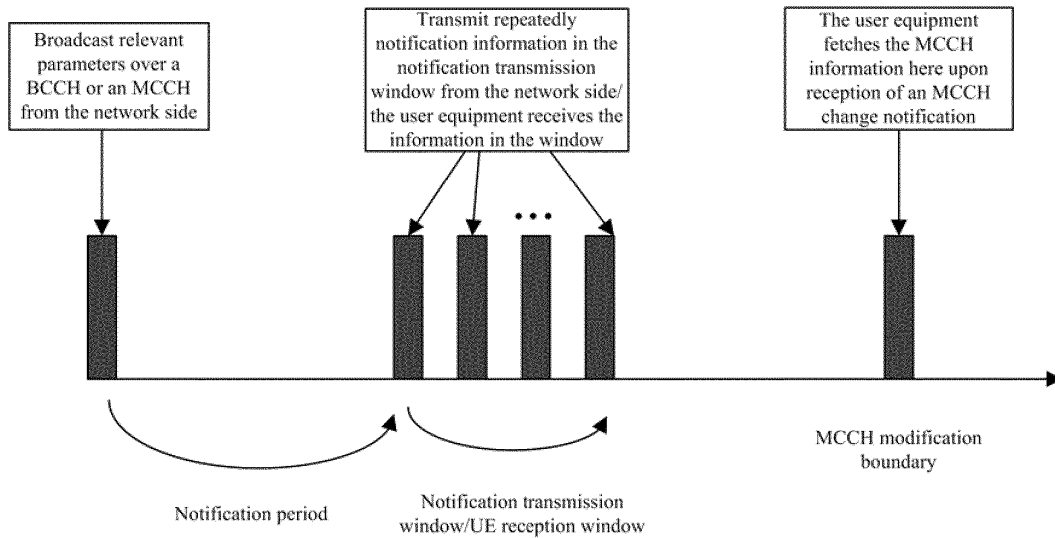 Broadcast relevant
parameters over a
BCCH or an MCCH
from the network side
Transmit repeatedly
notification information in the
notification transmission
window from the network side/
the user equipment receives the
information in the window
The user equipment
fetches the MCCH
information here upon
reception of an MCCH
change notification
MCCH modification
boundary
Notification period
Notification transmission
window/UE reception window